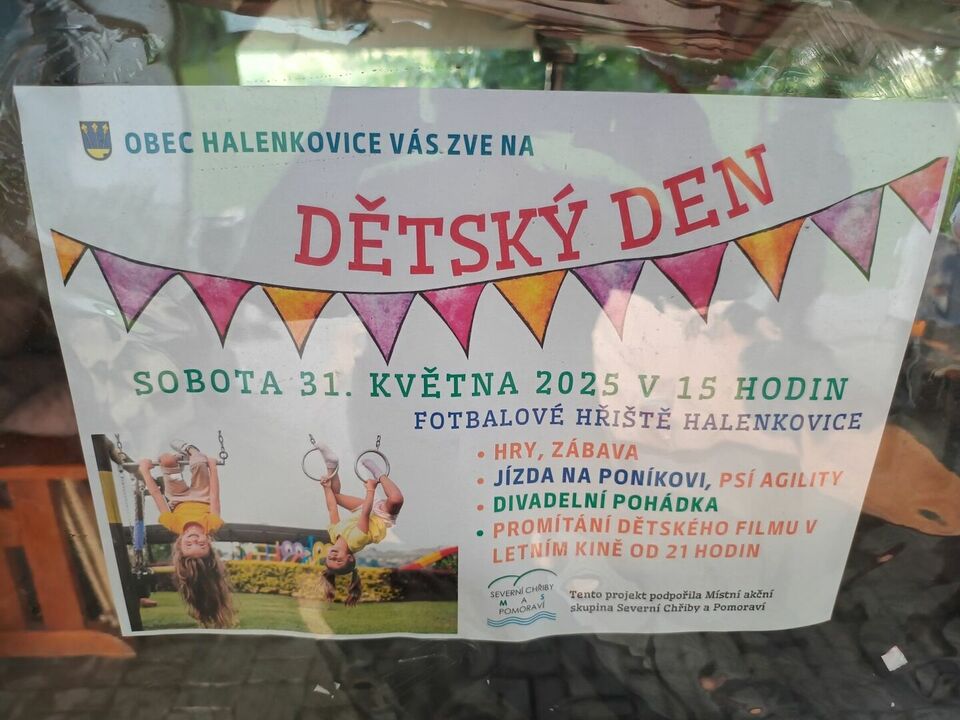 OBEC HALENKOVICE VÁS ZVE NA
DĚTSKÝ DEN
SOBOTA 31. KVĚTNA 2025 V 15 HODIN
FOTBALOVÉ HŘIŠTĚ HALENKOVICE
• HRY, ZÁBAVA
• JÍZDA NA PONÍKOVI, PSÍ AGILITY
• DIVADELNÍ POHÁDKA
• PROMÍTÁNÍ DĚTSKÉHO FILMU V
LETNÍM KINĚ OD 21 HODIN
SEVERNÍ CHŘIBY
M A S
POMORAVÍ
Tento projekt podpořila Místní akční
skupina Severní Chřiby a Pomoraví